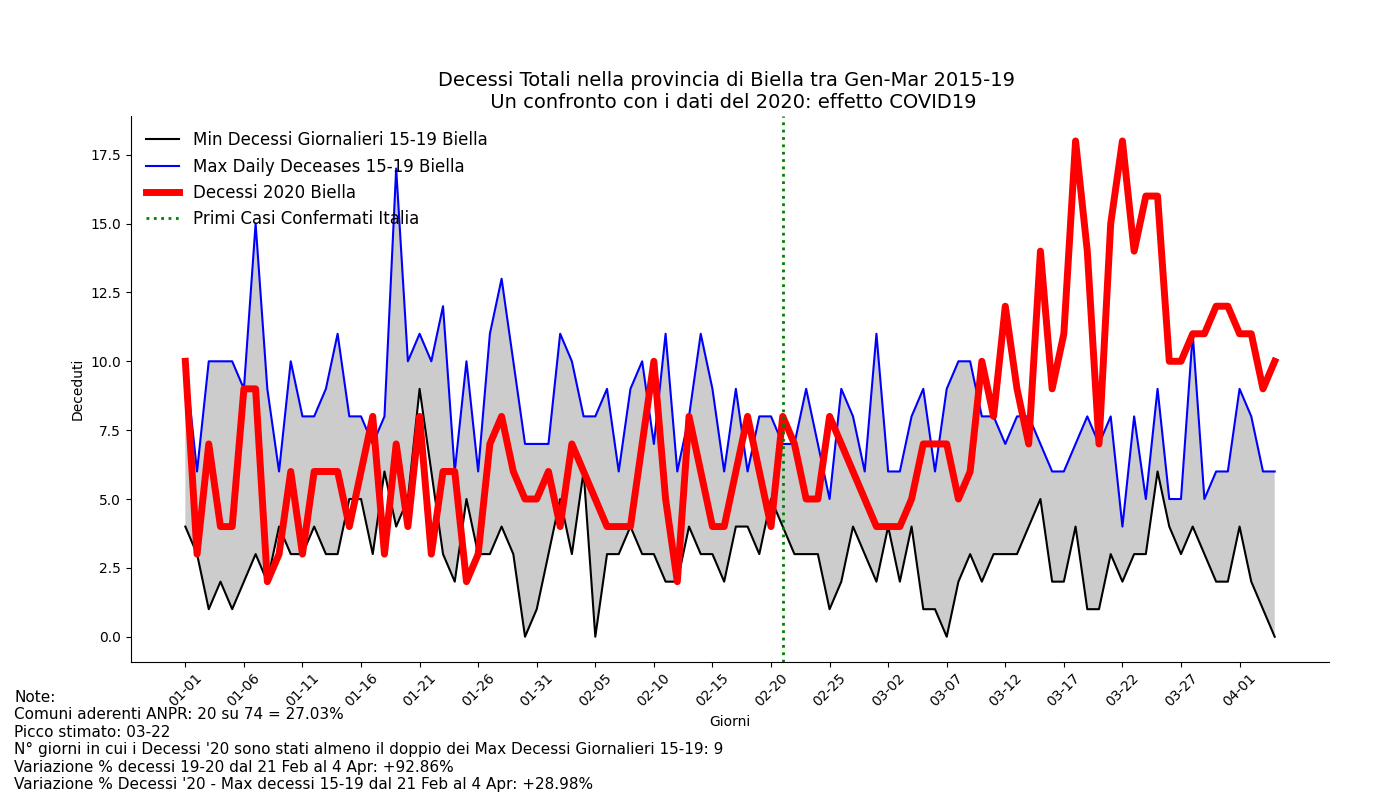 Decessi Totali nella provincia di Biella tra Gen-Mar 2015-19
Un confronto con i dati del 2020: effetto COVID19
Min Decessi Giornalieri 15-19 Biella
Max Daily Deceases 15-19 Biella
Decessi 2020 Biella
Primi Casi Confermati Italia
Deceduti
17.5
15.0
12.5
10.0
7.5
5.0
2.5
0.0
01-01 01-06 01-11 01-16 01-21 01-26 01-31 02-05 02-10 02-15 02-20 02-25 03-02 03-07 03-12 03-17 03-22 03-27 04-01
Giorni
Note:
Comuni aderenti ANPR: 20 su 74 = 27.03%
Picco stimato: 03-22
N° giorni in cui i Decessi '20 sono stati almeno il doppio dei Max Decessi Giornalieri 15-19: 9
Variazione % decessi 19-20 dal 21 Feb al 4 Apr: +92.86%
Variazione % Decessi '20 - Max decessi 15-19 dal 21 Feb al 4 Apr: +28.98%